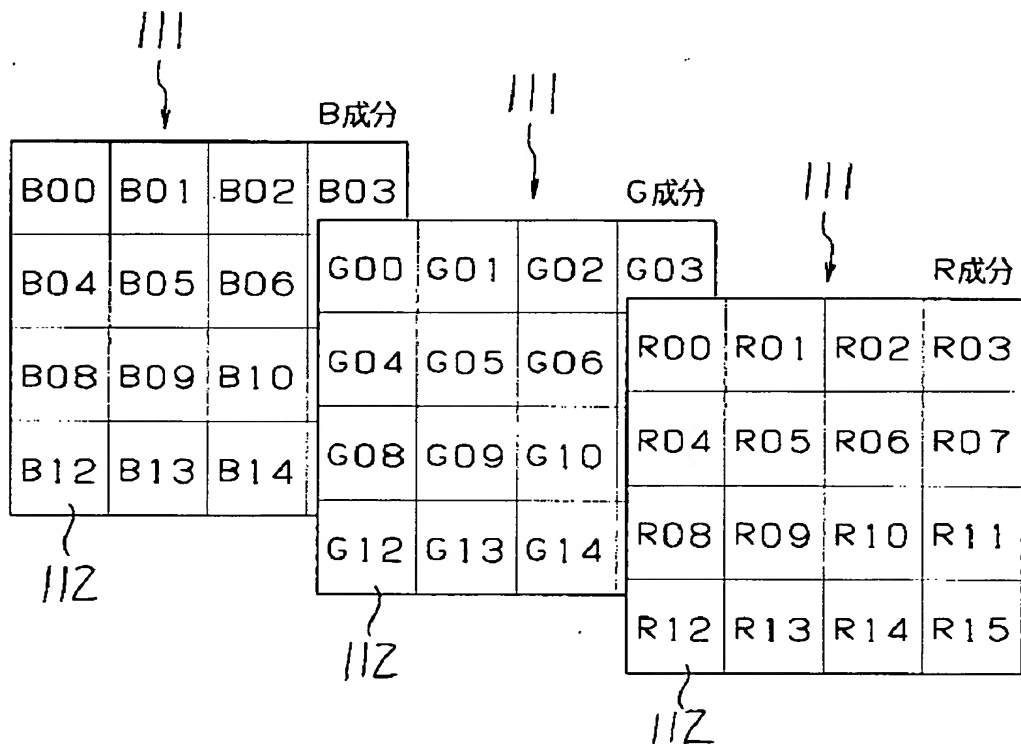 111
B成分
B00 B01 B02 B03
B04 B05 B06
B08 B09 B10
B12 B13 B14
112
111
G成分
G00 G01 G02 G03
G04 G05 G06
G08 G09 G10
G12 G13 G14
112
111
R成分
R00 R01 R02 R03
R04 R05 R06 R07
R08 R09 R10 R11
R12 R13 R14 R15
112